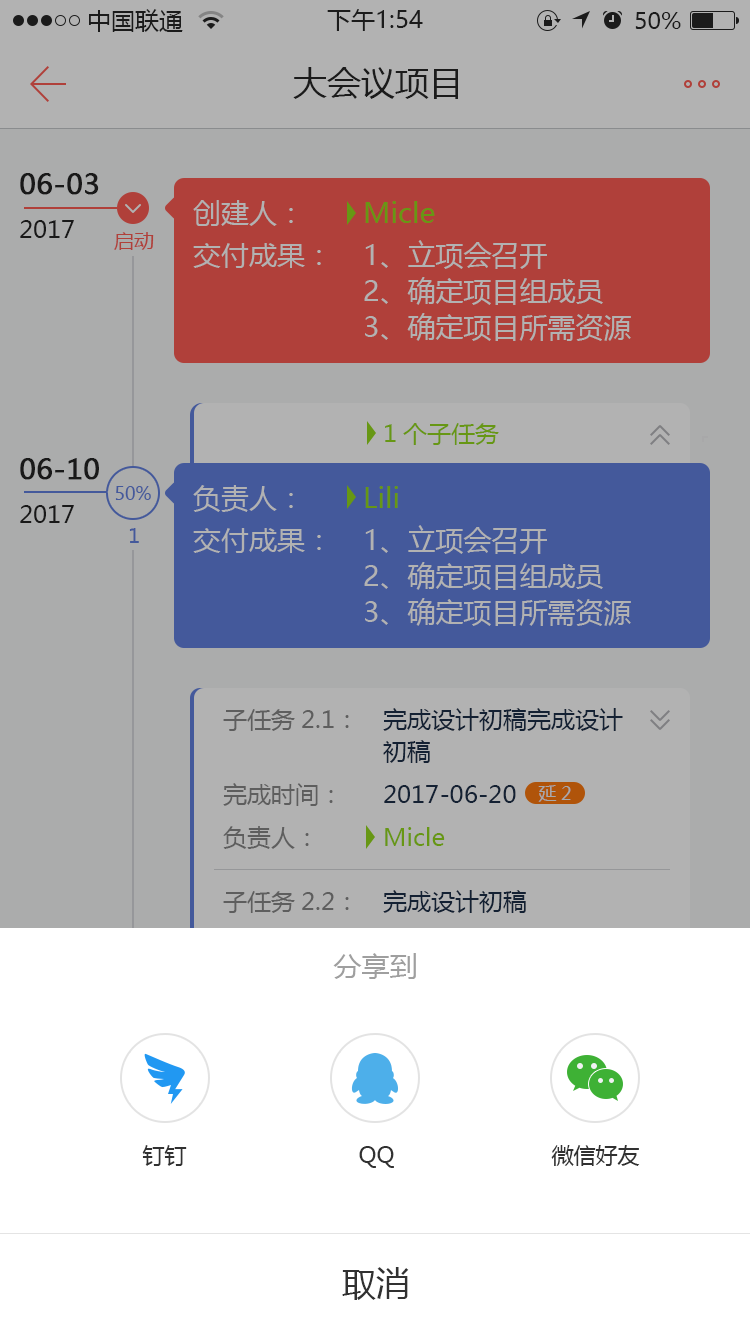 中国联通
下午1:54
50%
大会议项目
06-03
2017
启动
创建人：
Micle
交付成果：
1、立项会召开
2、确定项目组成员
3、确定项目所需资源
1 个子任务
06-10
2017
50%
1
负责人：
Lili
交付成果：
1、立项会召开
2、确定项目组成员
3、确定项目所需资源
子任务 2.1：
完成设计初稿完成设计
初稿
完成时间：
2017-06-20
延 2
负责人：
Micle
子任务 2.2：
完成设计初稿
分享到
钉钉
QQ
微信好友
取消